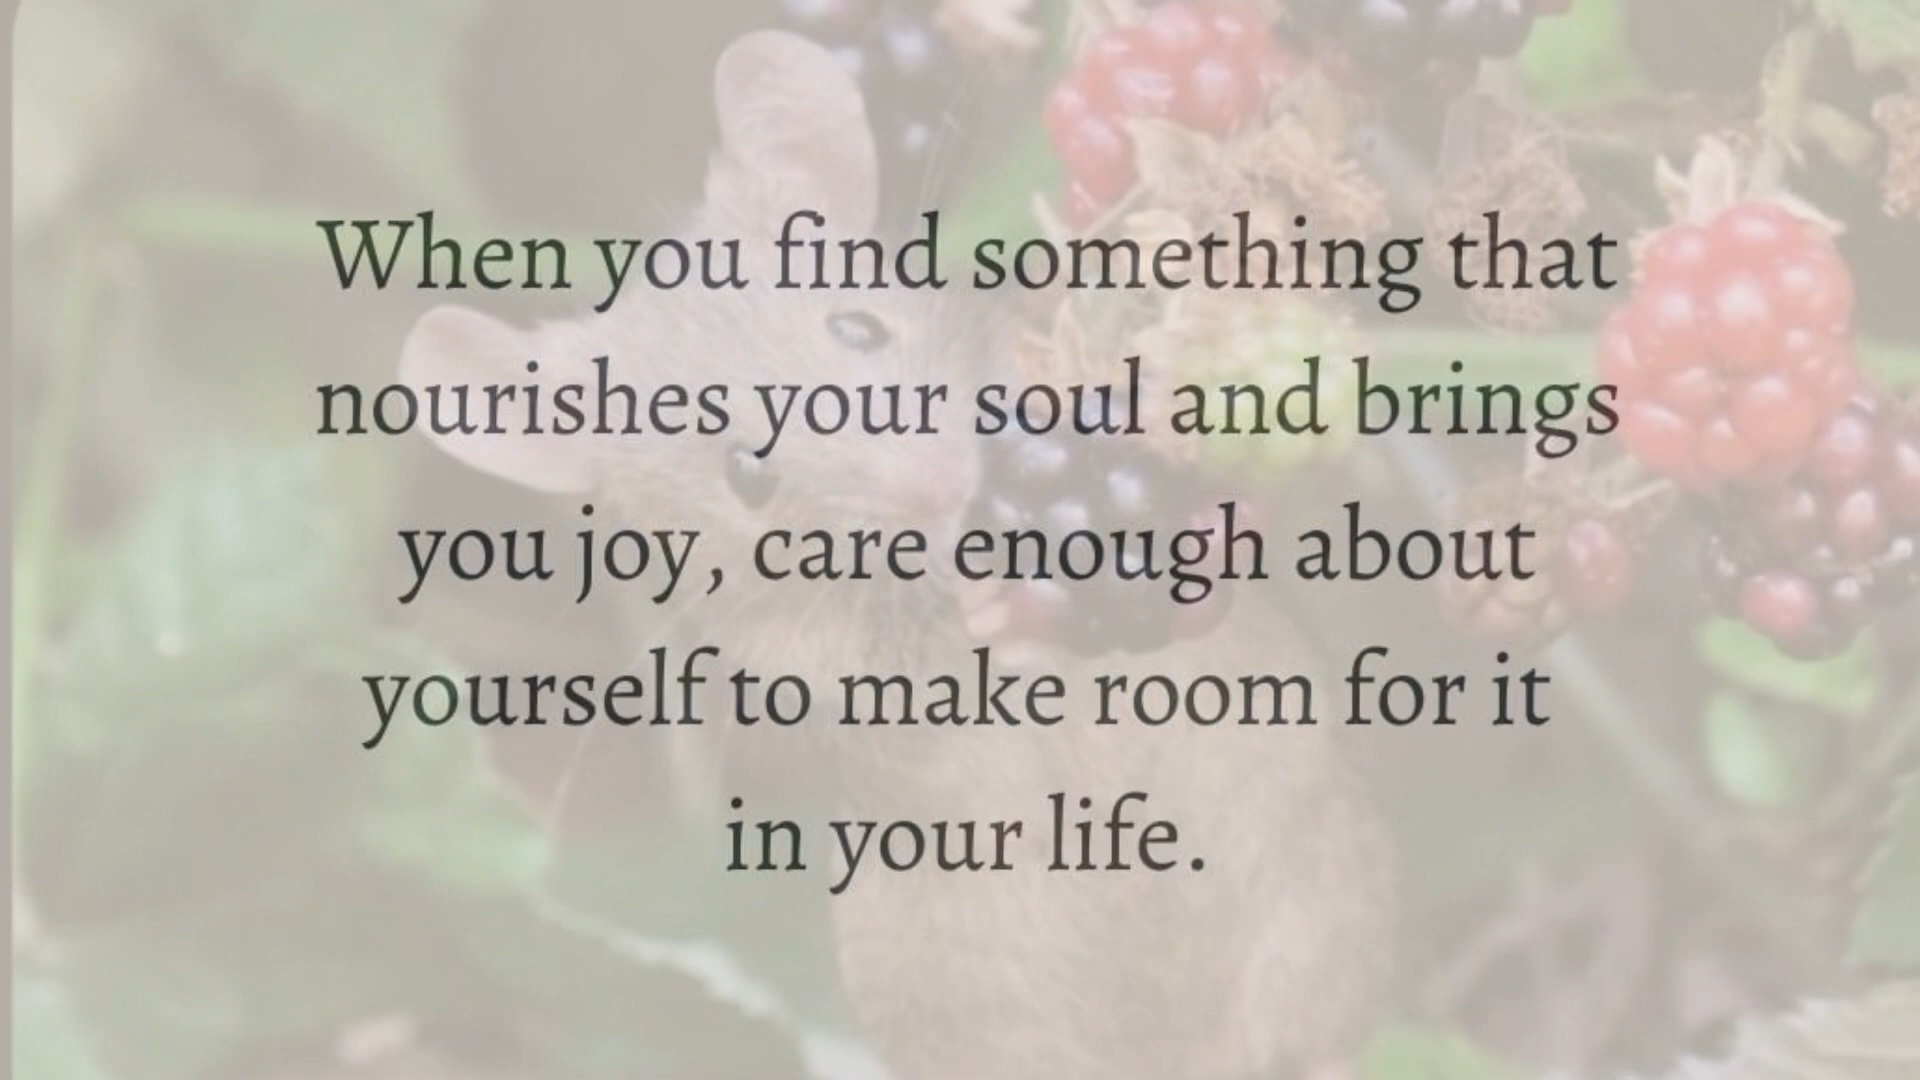 When you find something that
nourishes your soul and brings
you joy, care enough about
yourself to make room for it
in your life.